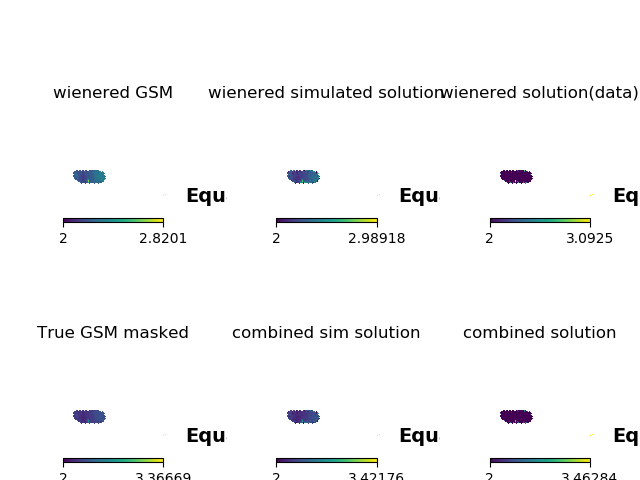 wienered GSM
wienered simulated solution
wienered solution(data)
Equ
Equ
Eq
2 2.8201
2 2.98918
2 3.0925
True GSM masked
combined sim solution
combined solution
Equ
Equ
Eq
2 3.36669
2 3.42176
2 3.46284